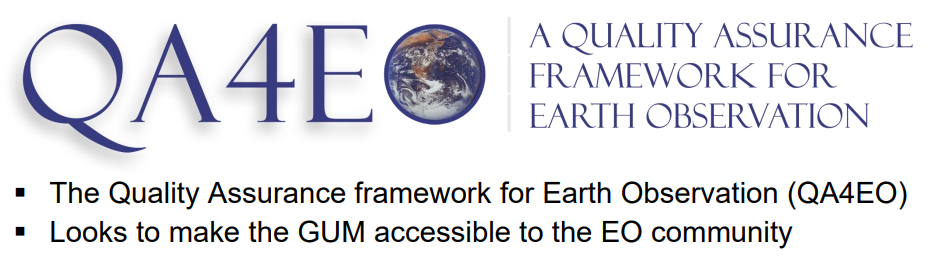 QA4EO
A QUALITY ASSURANCE
FRAMEWORK FOR
EARTH OBSERVATION
▪ The Quality Assurance framework for Earth Observation (QA4EO)
▪ Looks to make the GUM accessible to the EO community